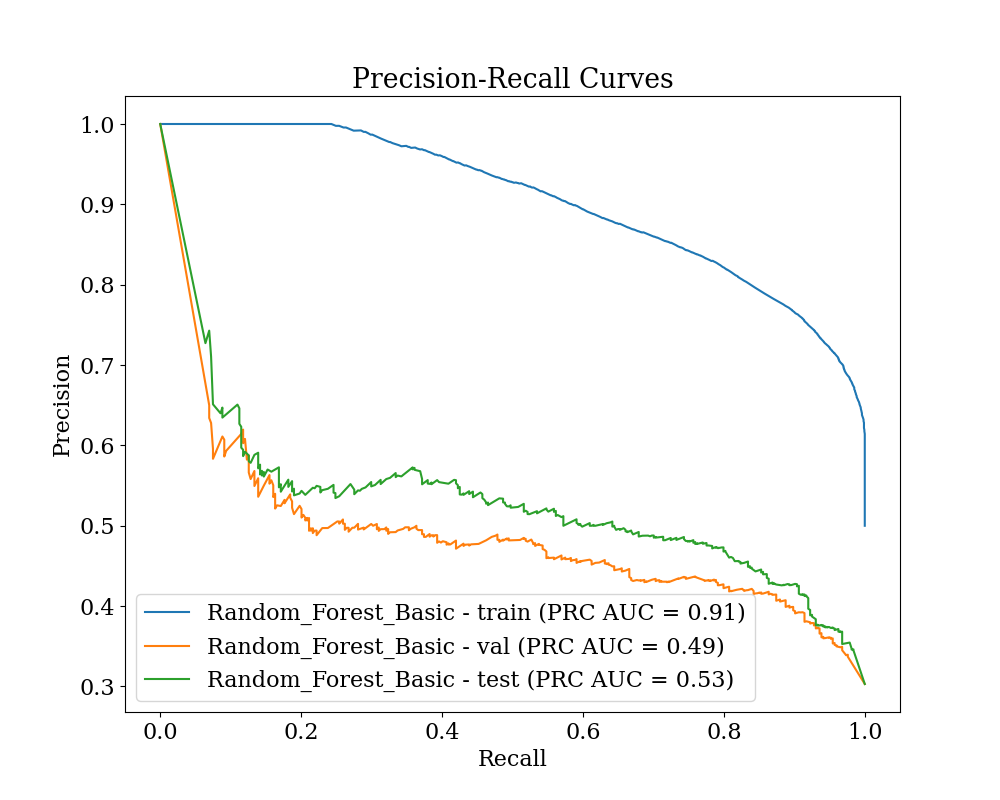 Precision-Recall Curves
1.0
0.9
0.8
0.7
0.6
0.5
0.4
0.3
Precision
Random_Forest_Basic - train (PRC AUC = 0.91)
Random_Forest_Basic - val (PRC AUC = 0.49)
Random_Forest_Basic - test (PRC AUC = 0.53)
0.0 0.2 0.4 0.6 0.8 1.0
Recall